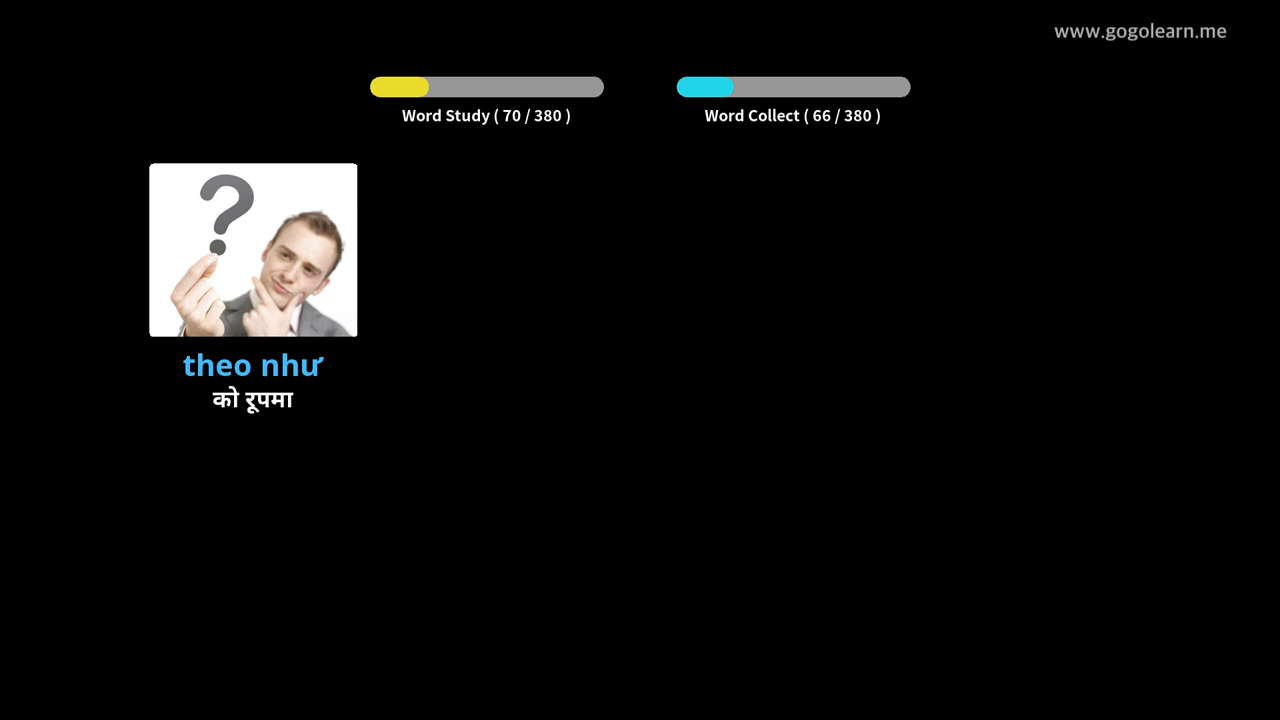 www.gogolearn.me
Word Study ( 70 / 380 )
Word Collect ( 66 / 380 )
?
theo như
को रूपमा